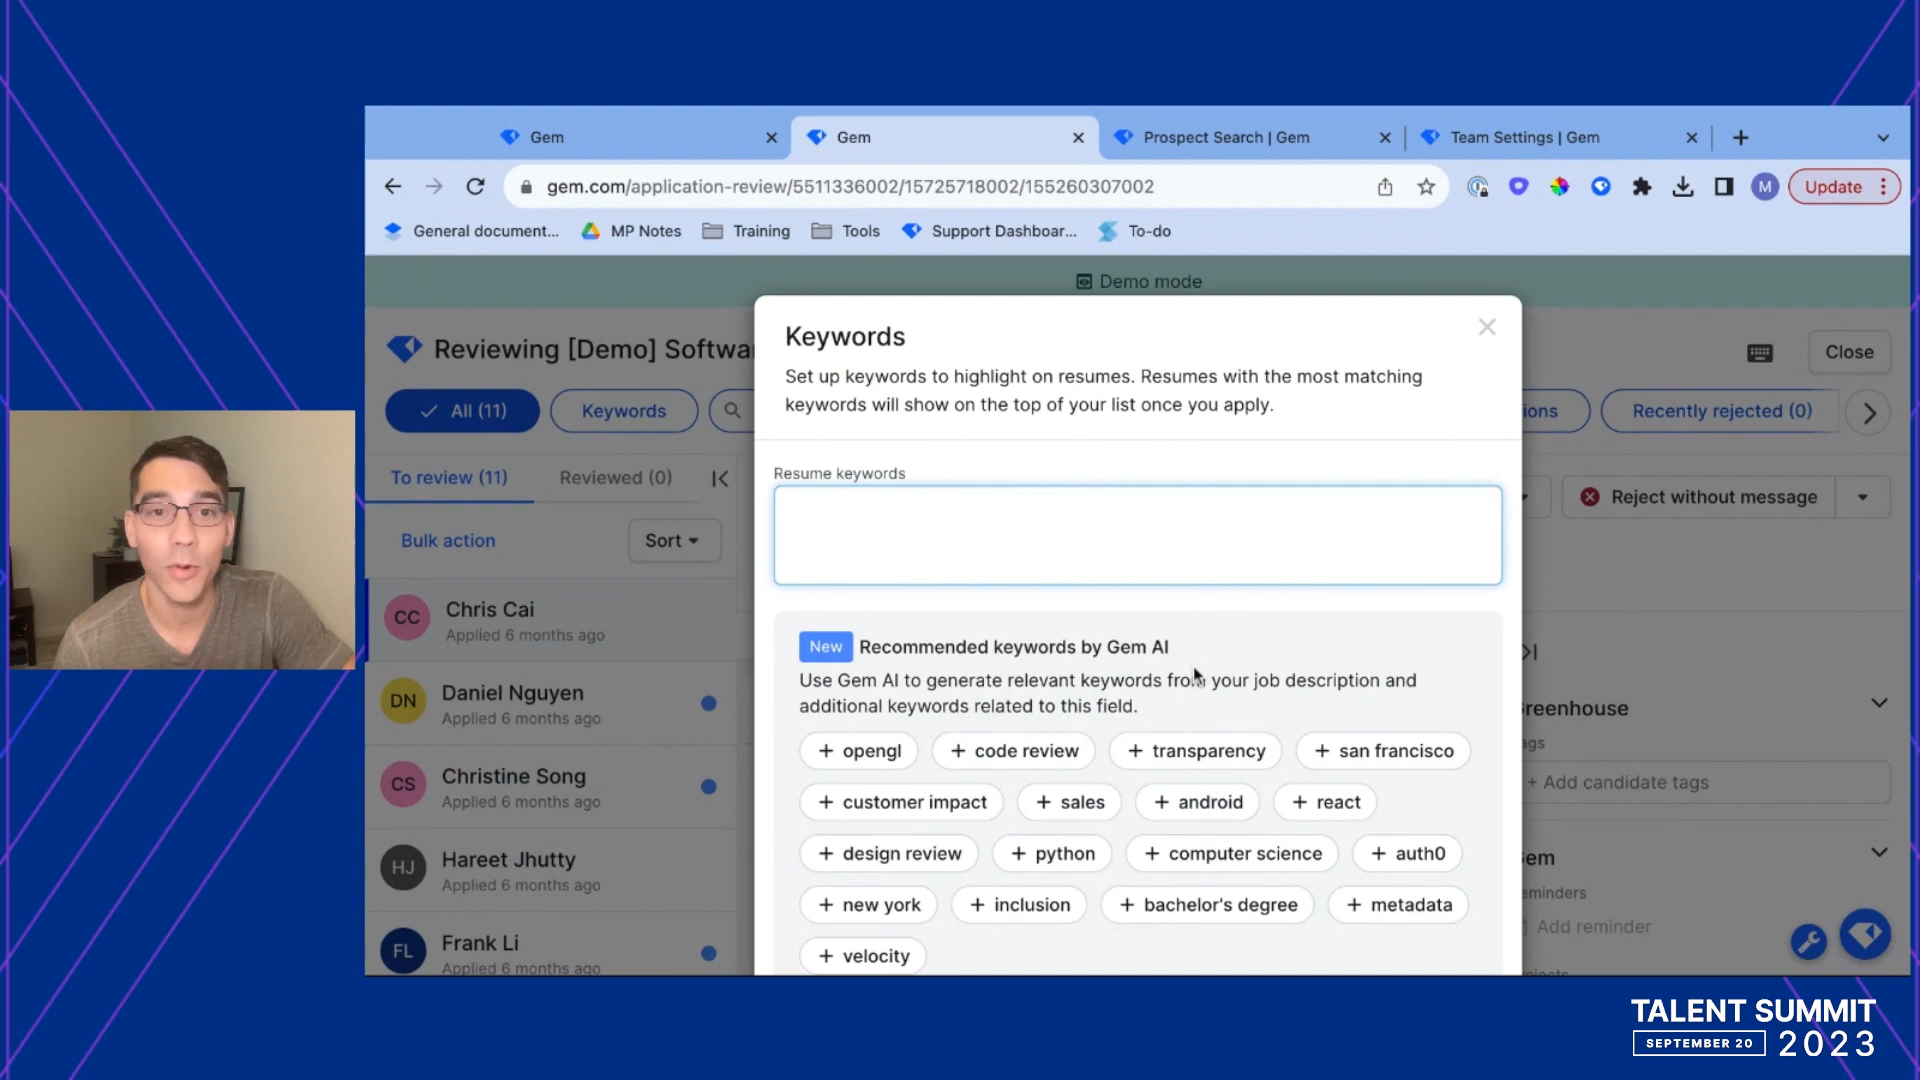 Gem
Gem
Prospect Search | Gem
Team Settings | Gem
gem.com/application-review/5511336002/15725718002/155260307002
M
Update
General document...
MP Notes
Training
Tools
Support Dashboar...
To-do
Demo mode
Reviewing [Demo] Softwa
Close
All (11)
Keywords
ions
Recently rejected (0)
To review (11)
Reviewed (0)
Reject without message
Bulk action
Sort
CC
Chris Cai
Applied 6 months ago
DN
Daniel Nguyen
Applied 6 months ago
CS
Christine Song
Applied 6 months ago
HJ
Hareet Jhutty
Applied 6 months ago
FL
Frank Li
Applied 6 months ago
Keywords
Set up keywords to highlight on resumes. Resumes with the most matching
keywords will show on the top of your list once you apply.
Resume keywords
New Recommended keywords by Gem AI
Use Gem AI to generate relevant keywords from your job description and
additional keywords related to this field.
+ opengl + code review + transparency + san francisco
+ customer impact + sales + android + react
+ design review + python + computer science + auth0
+ new york + inclusion + bachelor's degree + metadata
+ velocity
reenhouse
gs
+ Add candidate tags
em
eminders
Add reminder
TALENT SUMMIT
SEPTEMBER 20 2023